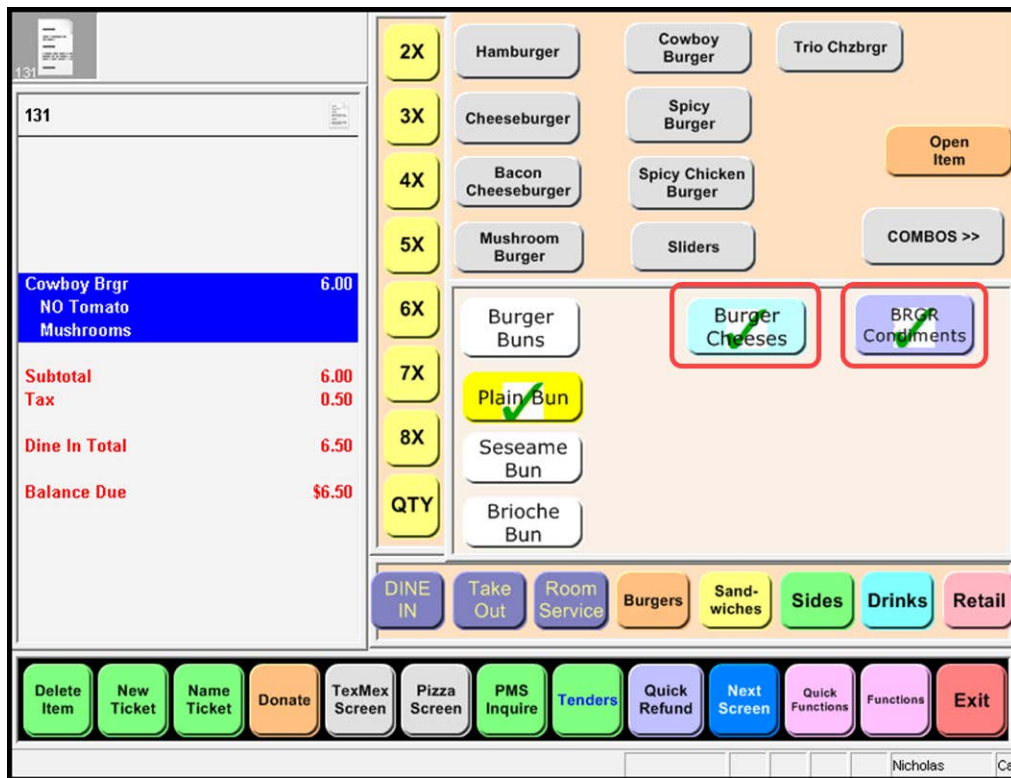 131
131
Cowboy Brgr 6.00
NO Tomato
Mushrooms
Subtotal 6.00
Tax 0.50
Dine In Total 6.50
Balance Due $6.50
2X
3X
4X
5X
6X
7X
8X
QTY
Hamburger
Cowboy
Burger
Trio Chzbrgr
Cheeseburger
Spicy
Burger
Open
Item
Bacon
Cheeseburger
Spicy Chicken
Burger
Mushroom
Burger
Sliders
COMBOS >>
Burger
Buns
Burger
Cheeses
BRGR
Condiments
Plain Bun
Seseame
Bun
Brioche
Bun
DINE
IN
Take
Out
Room
Service
Burgers
Sand-
wiches
Sides
Drinks
Retail
Delete
Item
New
Ticket
Name
Ticket
Donate
TexMex
Screen
Pizza
Screen
PMS
Inquire
Tenders
Quick
Refund
Next
Screen
Quick
Functions
Functions
Exit
Nicholas
Ca